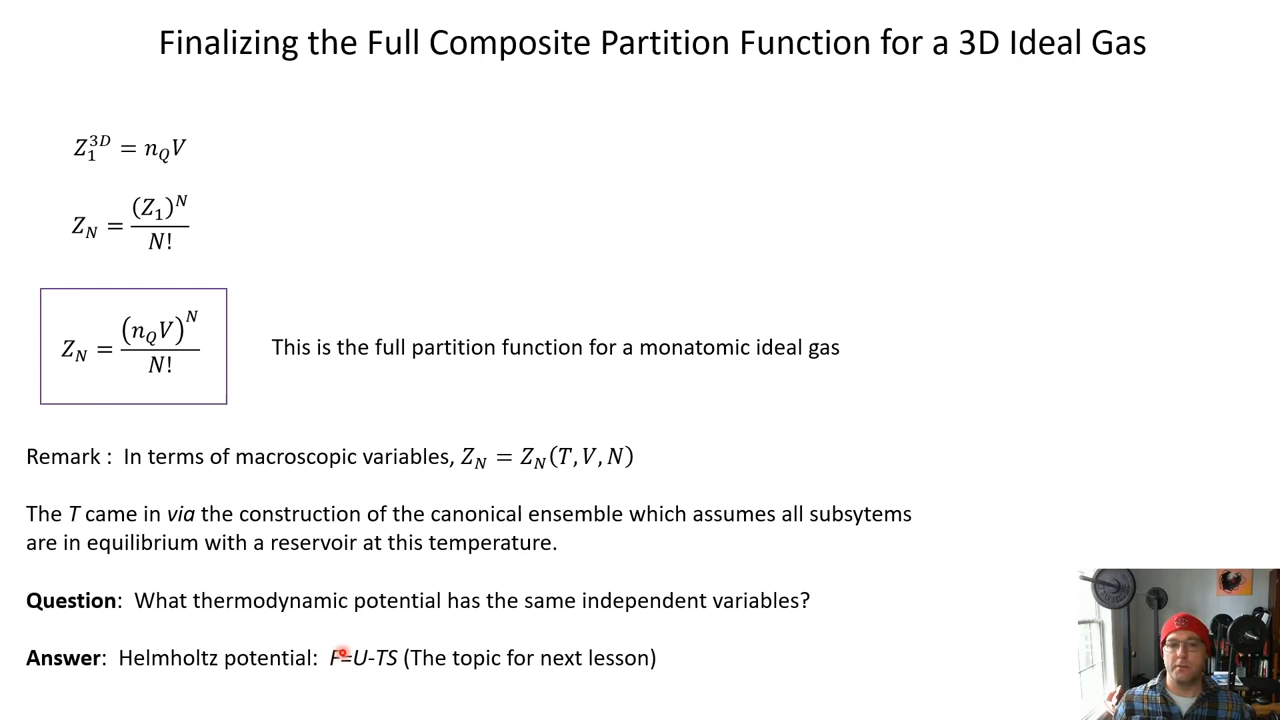 Finalizing the Full Composite Partition Function for a 3D Ideal Gas
Z_1^{3D} = n_Q V
Z_N = \frac{(Z_1)^N}{N!}
Z_N = \frac{(n_Q V)^N}{N!} This is the full partition function for a monatomic ideal gas
Remark : In terms of macroscopic variables, Z_N = Z_N(T, V, N)
The T came in via the construction of the canonical ensemble which assumes all subsytems
are in equilibrium with a reservoir at this temperature.
Question: What thermodynamic potential has the same independent variables?
Answer: Helmholtz potential: F=U-TS (The topic for next lesson)